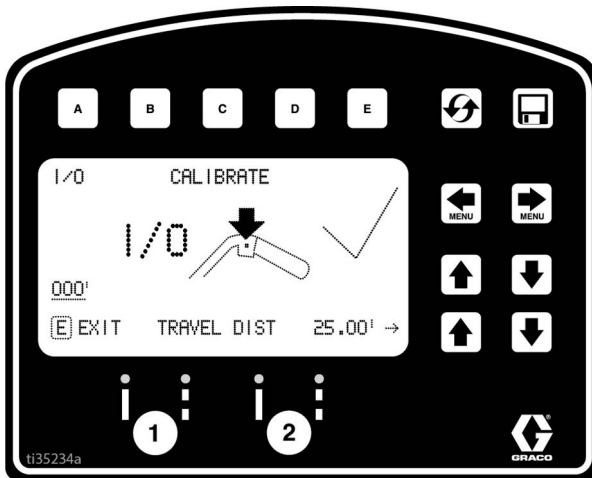 A B C D E
I/O CALIBRATE
I/O
000'
E EXIT TRAVEL DIST 25.00' →
MENU MENU
1 2
ti35234a
G
GRACO